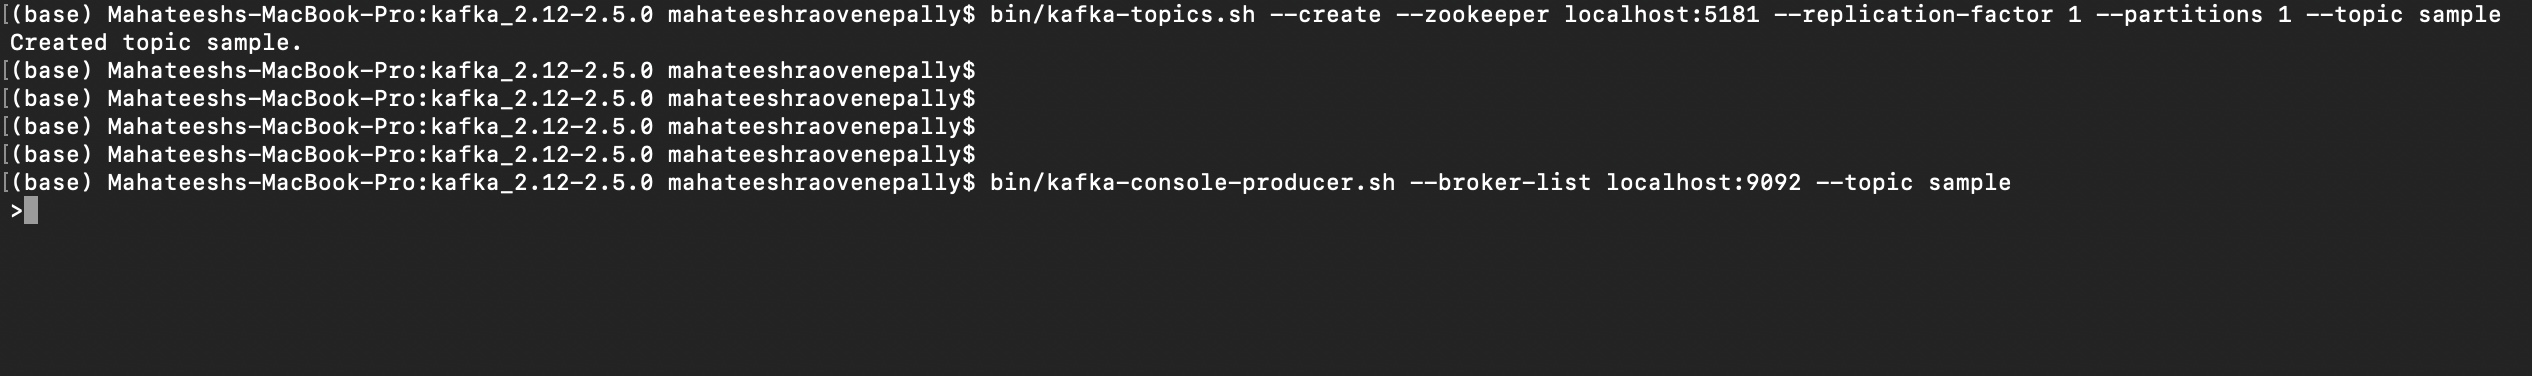 [(base) Mahateeshs-MacBook-Pro:kafka_2.12-2.5.0 mahateeshraovenepally$ bin/kafka-topics.sh --create --zookeeper localhost:5181 --replication-factor 1 --partitions 1 --topic sample
Created topic sample.
[(base) Mahateeshs-MacBook-Pro:kafka_2.12-2.5.0 mahateeshraovenepally$
[(base) Mahateeshs-MacBook-Pro:kafka_2.12-2.5.0 mahateeshraovenepally$
[(base) Mahateeshs-MacBook-Pro:kafka_2.12-2.5.0 mahateeshraovenepally$
[(base) Mahateeshs-MacBook-Pro:kafka_2.12-2.5.0 mahateeshraovenepally$
[(base) Mahateeshs-MacBook-Pro:kafka_2.12-2.5.0 mahateeshraovenepally$ bin/kafka-console-producer.sh --broker-list localhost:9092 --topic sample
>